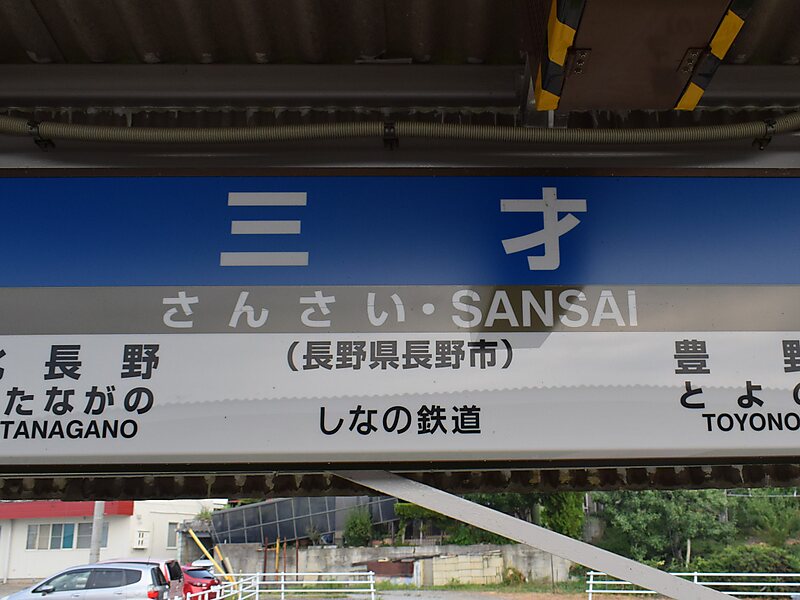 三才
さんさい・SANSAI
(長野県長野市)
北長野
たながの
TANAGANO
しなの鉄道
豊野
とよの
TOYONO